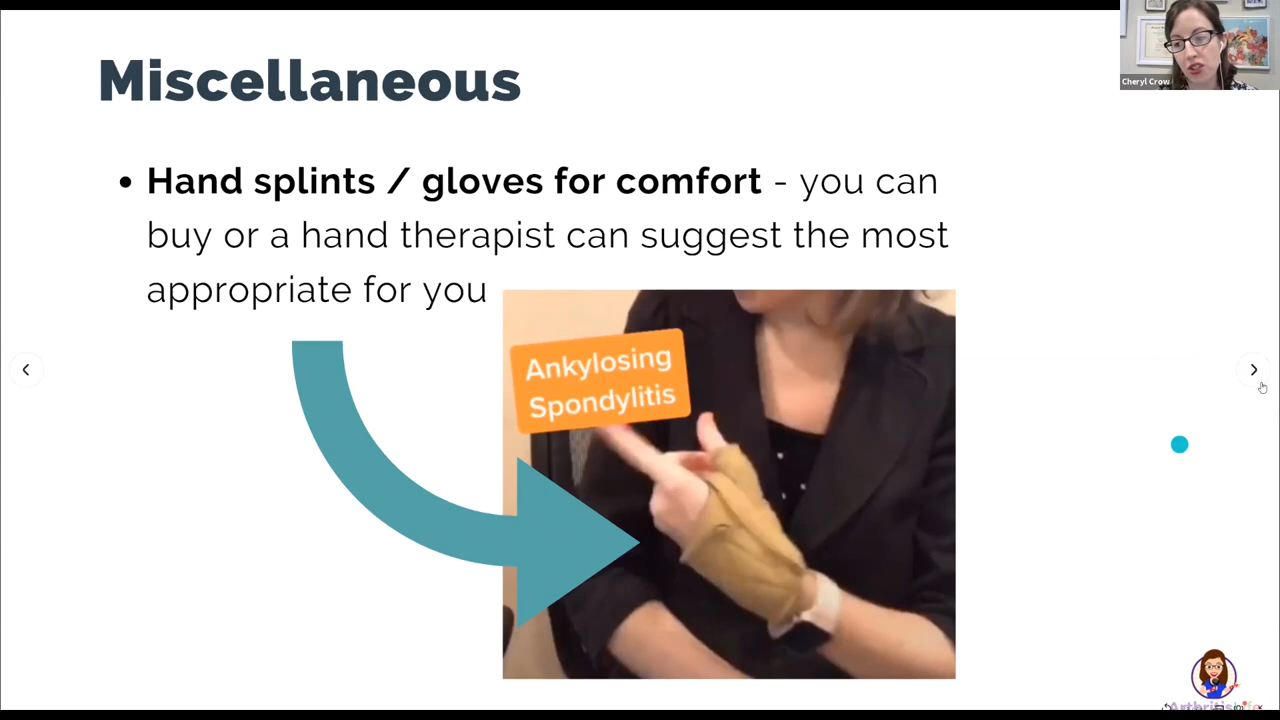 Miscellaneous
Cheryl Crow
• Hand splints / gloves for comfort - you can
buy or a hand therapist can suggest the most
appropriate for you
Ankylosing
Spondylitis